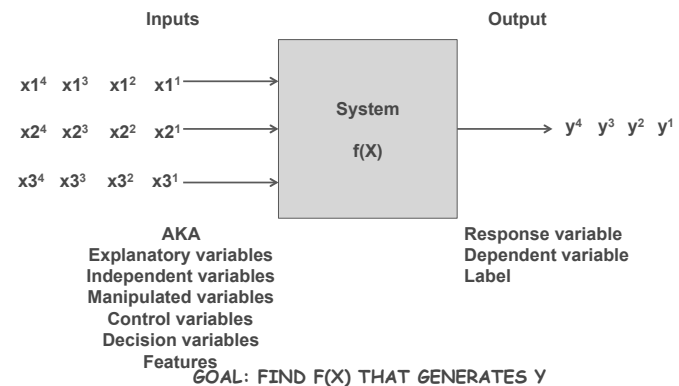 Inputs
Output
x1⁴ x1³ x1² x1¹
x2⁴ x2³ x2² x2¹
x3⁴ x3³ x3² x3¹
System
f(X)
y⁴ y³ y² y¹
AKA
Explanatory variables
Independent variables
Manipulated variables
Control variables
Decision variables
Features
Response variable
Dependent variable
Label
GOAL: FIND F(X) THAT GENERATES Y